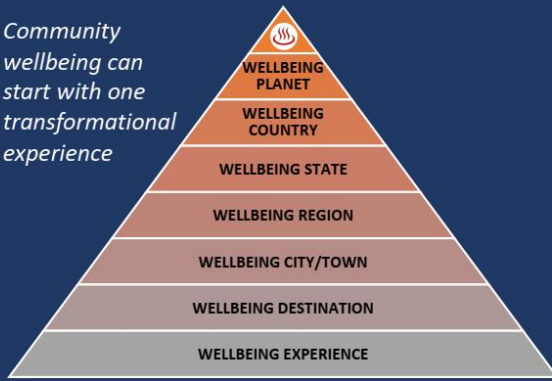 Community
wellbeing can
start with one
transformational
experience
WELLBEING
PLANET
WELLBEING
COUNTRY
WELLBEING STATE
WELLBEING REGION
WELLBEING CITY/TOWN
WELLBEING DESTINATION
WELLBEING EXPERIENCE